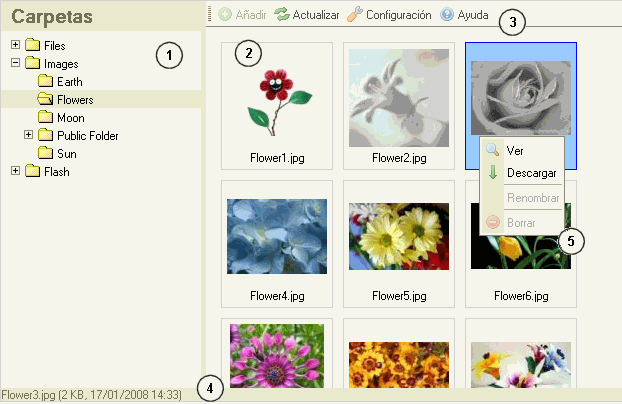 Carpetas
Añadir Actualizar Configuración Ayuda
3
Files
1
Images
Earth
Flowers
Moon
Public Folder
Sun
Flash
2
Flower1.jpg
Flower2.jpg
Ver
Descargar
Renombrar
Borrar
5
Flower4.jpg
Flower5.jpg
Flower6.jpg
4
Flower3.jpg (2 KB, 17/01/2008 14:33)